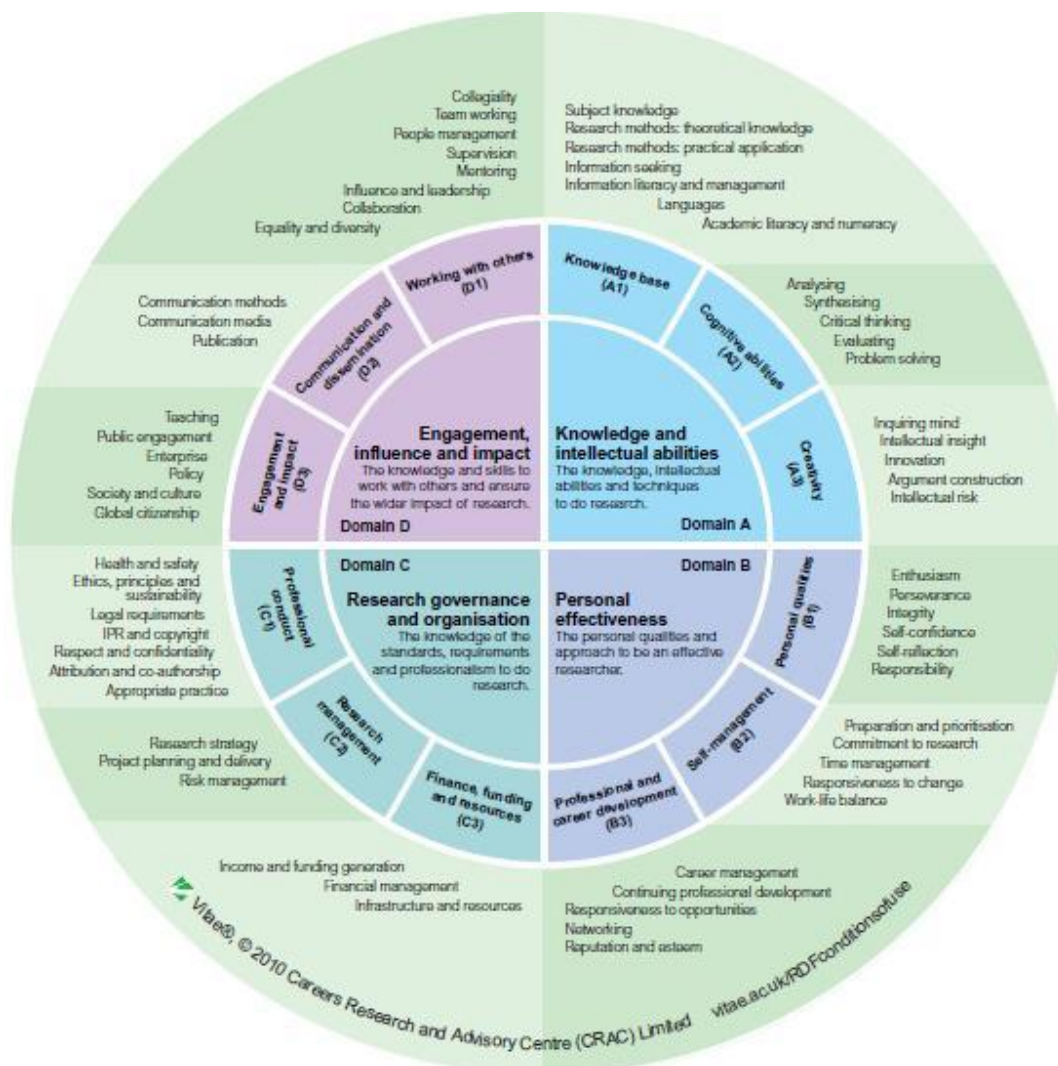 Collegiality
Team working
People management
Supervision
Mentoring
Influence and leadership
Collaboration
Equality and diversity
Subject knowledge
Research methods: theoretical knowledge
Research methods: practical application
Information seeking
Information literacy and management
Languages
Academic literacy and numeracy
Working with others
(D1)
Knowledge base
(A1)
Communication methods
Communication media
Publication
Communication and
dissemination
(D2)
Cognitive abilities
(A2)
Analysing
Synthesising
Critical thinking
Evaluating
Problem solving
Teaching
Public engagement
Enterprise
Policy
Society and culture
Global citizenship
Engagement
and impact
(D3)
Engagement,
influence and impact
The knowledge and skills to
work with others and ensure
the wider impact of research.
Domain D
Knowledge and
intellectual abilities
The knowledge, intellectual
abilities and techniques
to do research.
Domain A
Creativity
(A3)
Inquiring mind
Intellectual insight
Innovation
Argument construction
Intellectual risk
Health and safety
Ethics, principles and
sustainability
Legal requirements
IPR and copyright
Respect and confidentiality
Attribution and co-authorship
Appropriate practice
Professional
conduct
(C1)
Domain C
Research governance
and organisation
The knowledge of the
standards, requirements
and professionalism to do
research.
Domain B
Personal
effectiveness
The personal qualities and
approach to be an effective
researcher.
Personal qualities
(B1)
Enthusiasm
Perseverance
Integrity
Self-confidence
Self-reflection
Responsibility
Research strategy
Project planning and delivery
Risk management
Research
management
(C2)
Self-management
(B2)
Preparation and prioritisation
Commitment to research
Time management
Responsiveness to change
Work-life balance
Finance, funding
and resources
(C3)
Professional and
career development
(B3)
Income and funding generation
Financial management
Infrastructure and resources
Career management
Continuing professional development
Responsiveness to opportunities
Networking
Reputation and esteem
Vitae®, © 2010 Careers Research and Advisory Centre (CRAC) Limited vitae.ac.uk/RDFconditionsofuse